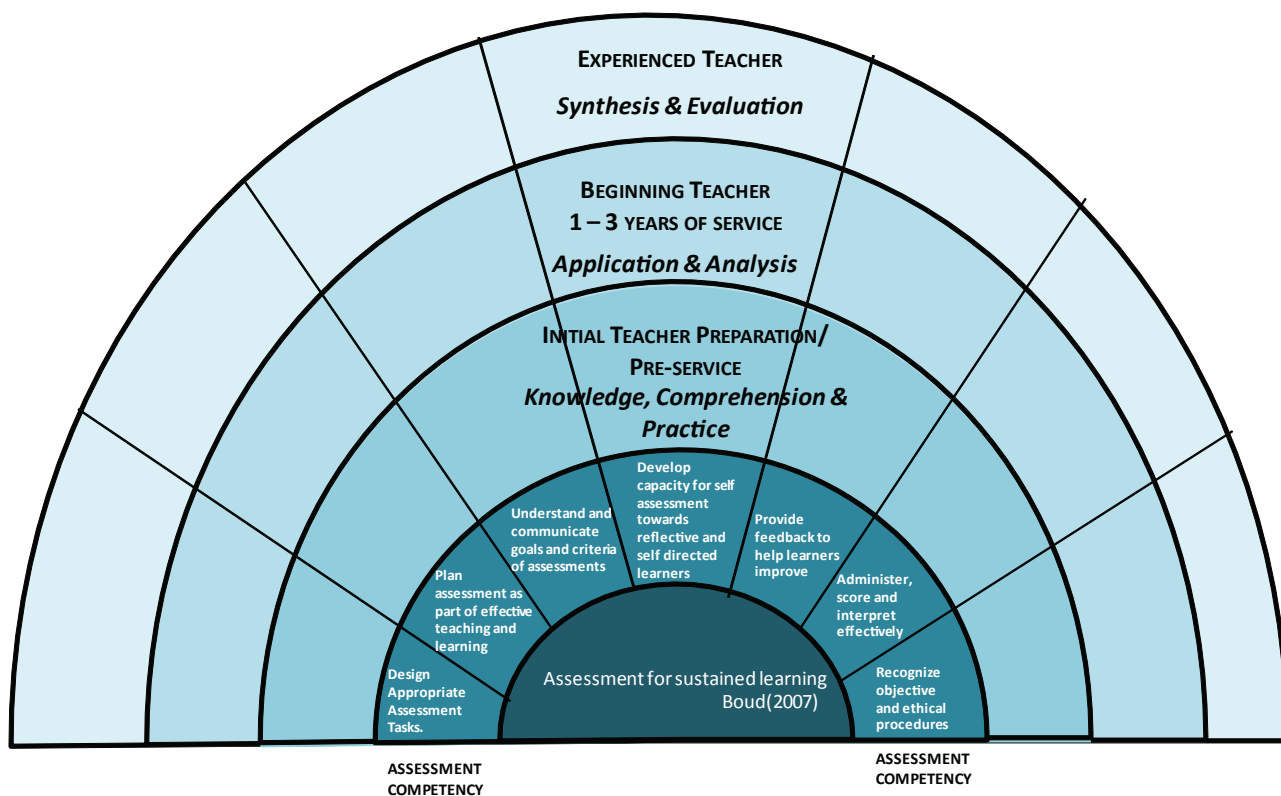 EXPERIENCED TEACHER
Synthesis & Evaluation
BEGINNING TEACHER
1 – 3 YEARS OF SERVICE
Application & Analysis
INITIAL TEACHER PREPARATION/
PRE-SERVICE
Knowledge, Comprehension &
Practice
Design
Appropriate
Assessment
Tasks.
Plan
assessment as
part of effective
teaching and
learning
Understand and
communicate
goals and criteria
of assessments
Develop
capacity for self
assessment
towards
reflective and
self directed
learners
Provide
feedback to
help learners
improve
Administer,
score and
interpret
effectively
Recognize
objective
and ethical
procedures
Assessment for sustained learning
Boud(2007)
ASSESSMENT
COMPETENCY
ASSESSMENT
COMPETENCY